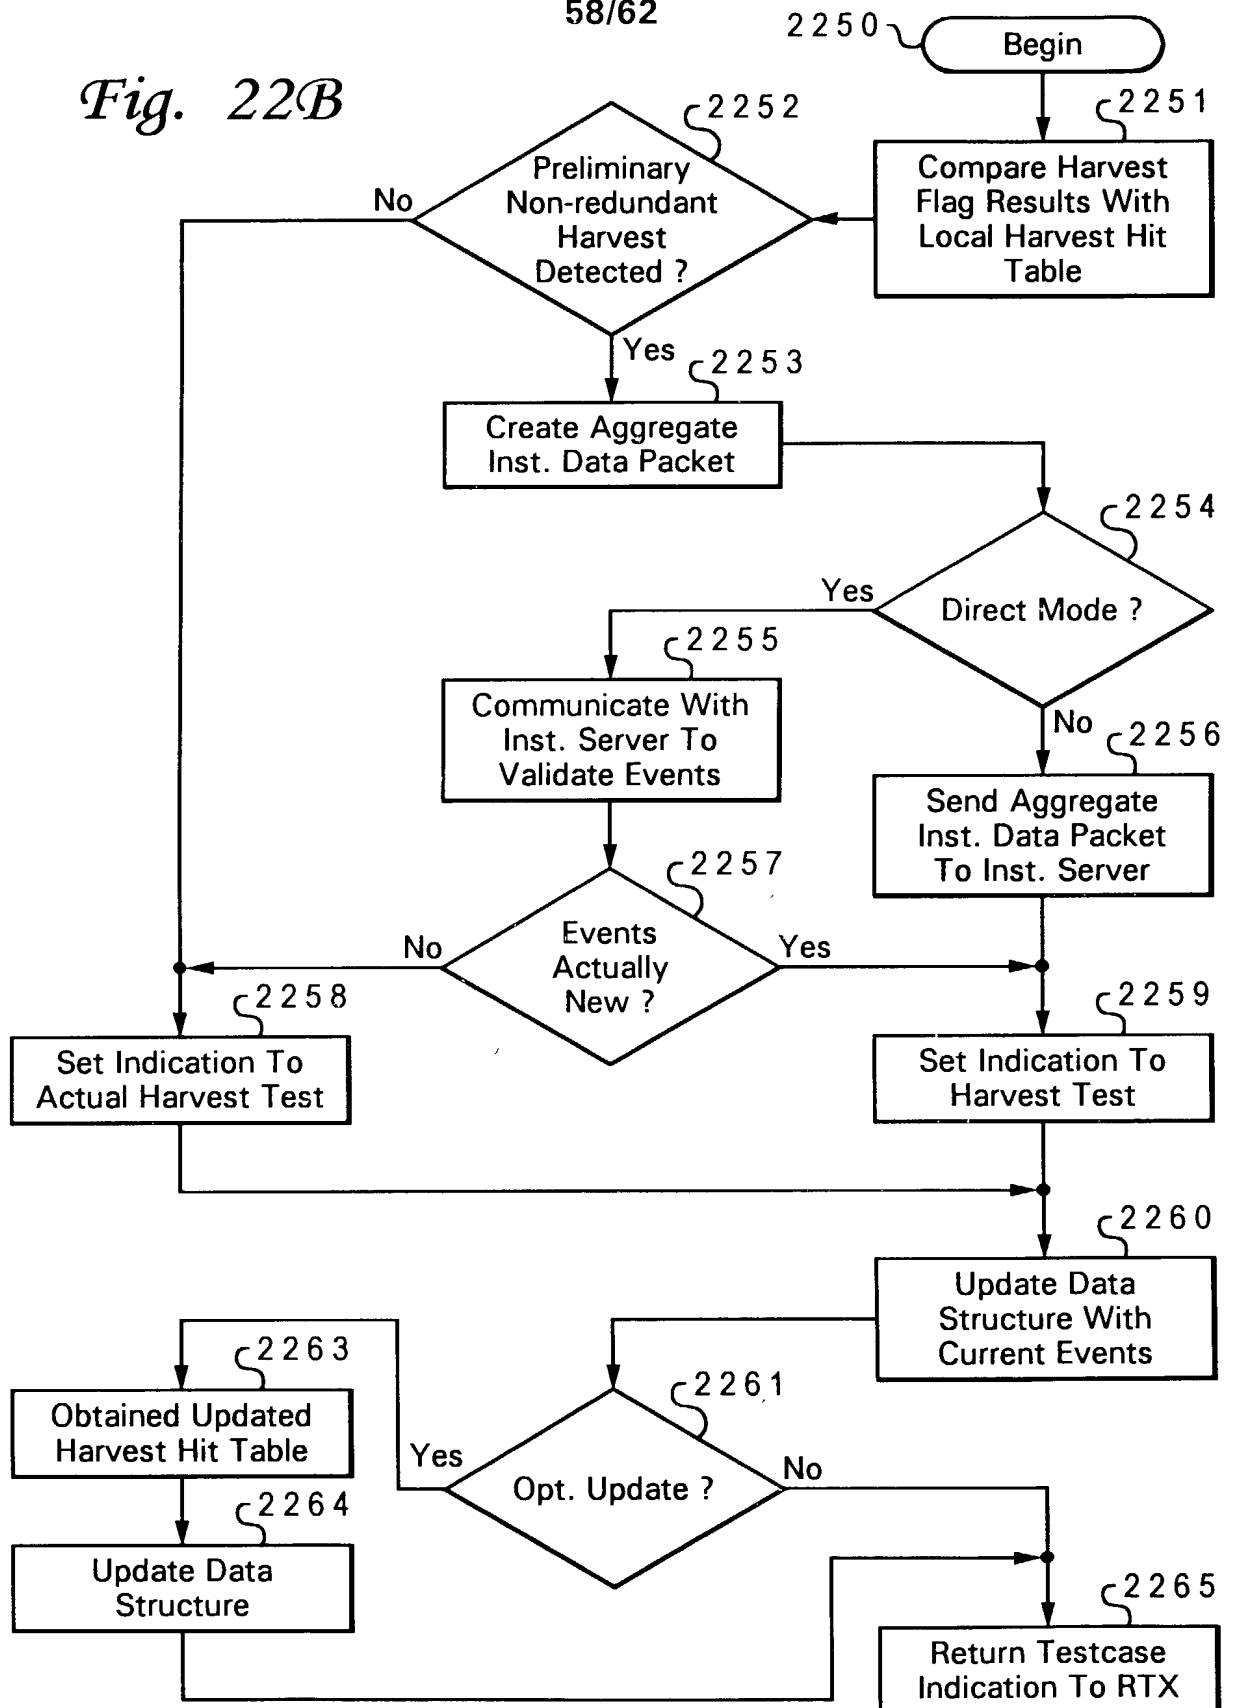 58/62
Fig. 22B
2250
Begin
2251
Compare Harvest
Flag Results With
Local Harvest Hit
Table
2252
Preliminary
Non-redundant
Harvest
Detected ?
No
Yes
2253
Create Aggregate
Inst. Data Packet
2254
Direct Mode ?
Yes
No
2255
Communicate With
Inst. Server To
Validate Events
2256
Send Aggregate
Inst. Data Packet
To Inst. Server
2257
Events
Actually
New ?
No
Yes
2258
Set Indication To
Actual Harvest Test
2259
Set Indication To
Harvest Test
2260
Update Data
Structure With
Current Events
2261
Opt. Update ?
Yes
No
2263
Obtained Updated
Harvest Hit Table
2264
Update Data
Structure
2265
Return Testcase
Indication To RTX